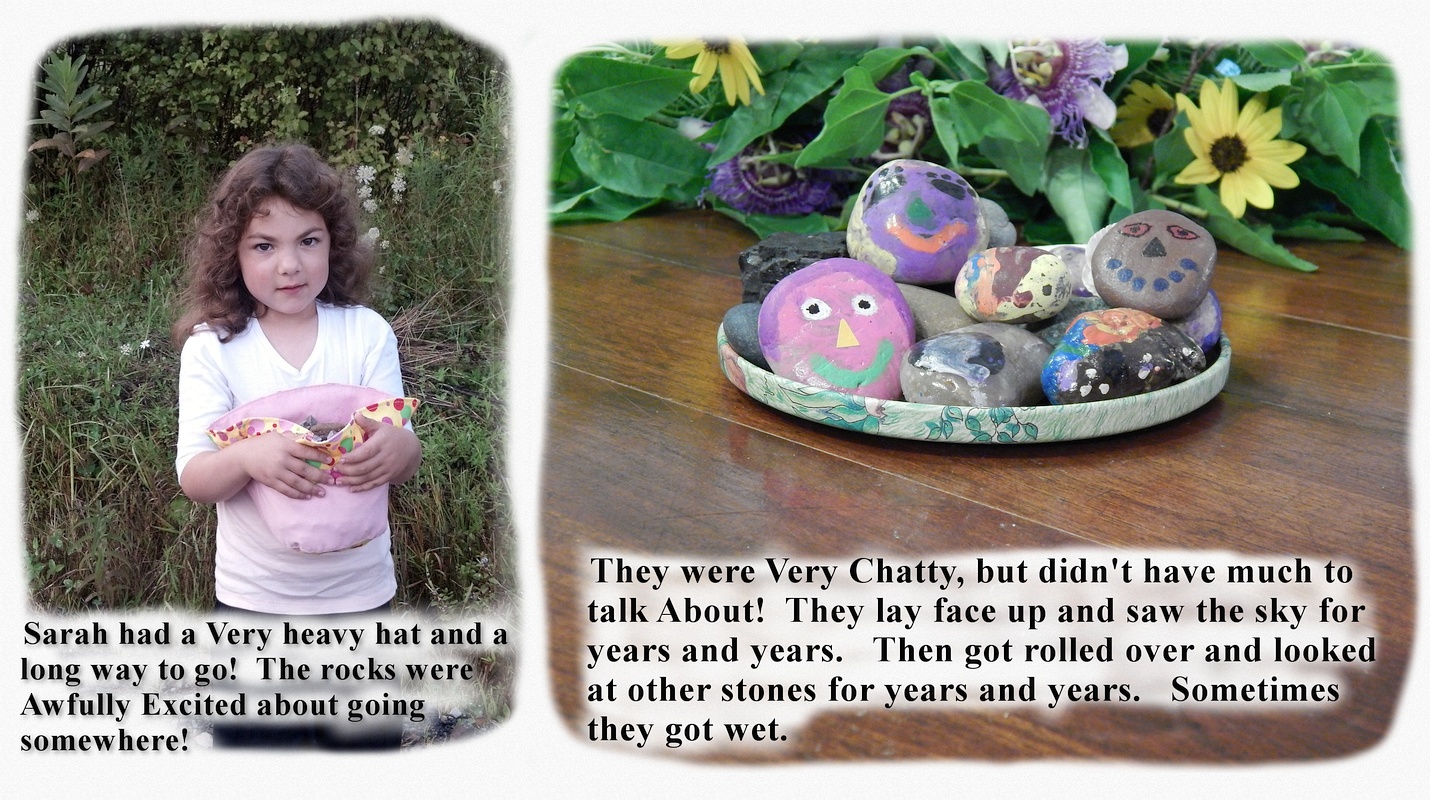 Sarah had a Very heavy hat and a
long way to go!  The rocks were
Awfully Excited about going
somewhere!
They were Very Chatty, but didn't have much to
talk About!  They lay face up and saw the sky for
years and years.   Then got rolled over and looked
at other stones for years and years.   Sometimes
they got wet.